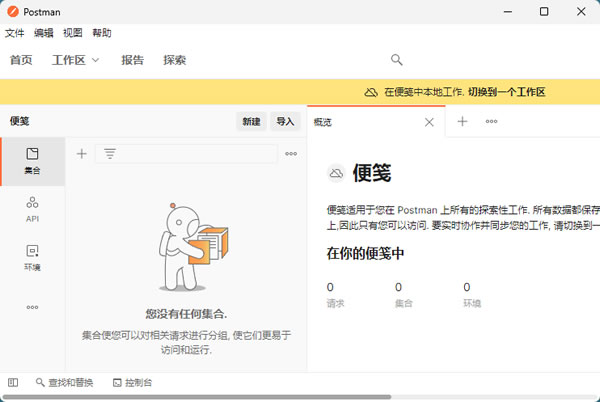 Postman
文件 编辑 视图 帮助
首页 工作区 报告 探索
在便笺中本地工作. 切换到一个工作区
便笺 新建 导入
概览
集合
API
环境
您没有任何集合.
集合使您可以对相关请求进行分组, 使它们更易于
访问和运行.
便笺
便笺适用于您在 Postman 上所有的探索性工作. 所有数据都保存
上,因此只有您可以访问. 要实时协作并同步您的工作, 请切换到一
在你的便笺中
0 0 0
请求 集合 环境
查找和替换 控制台